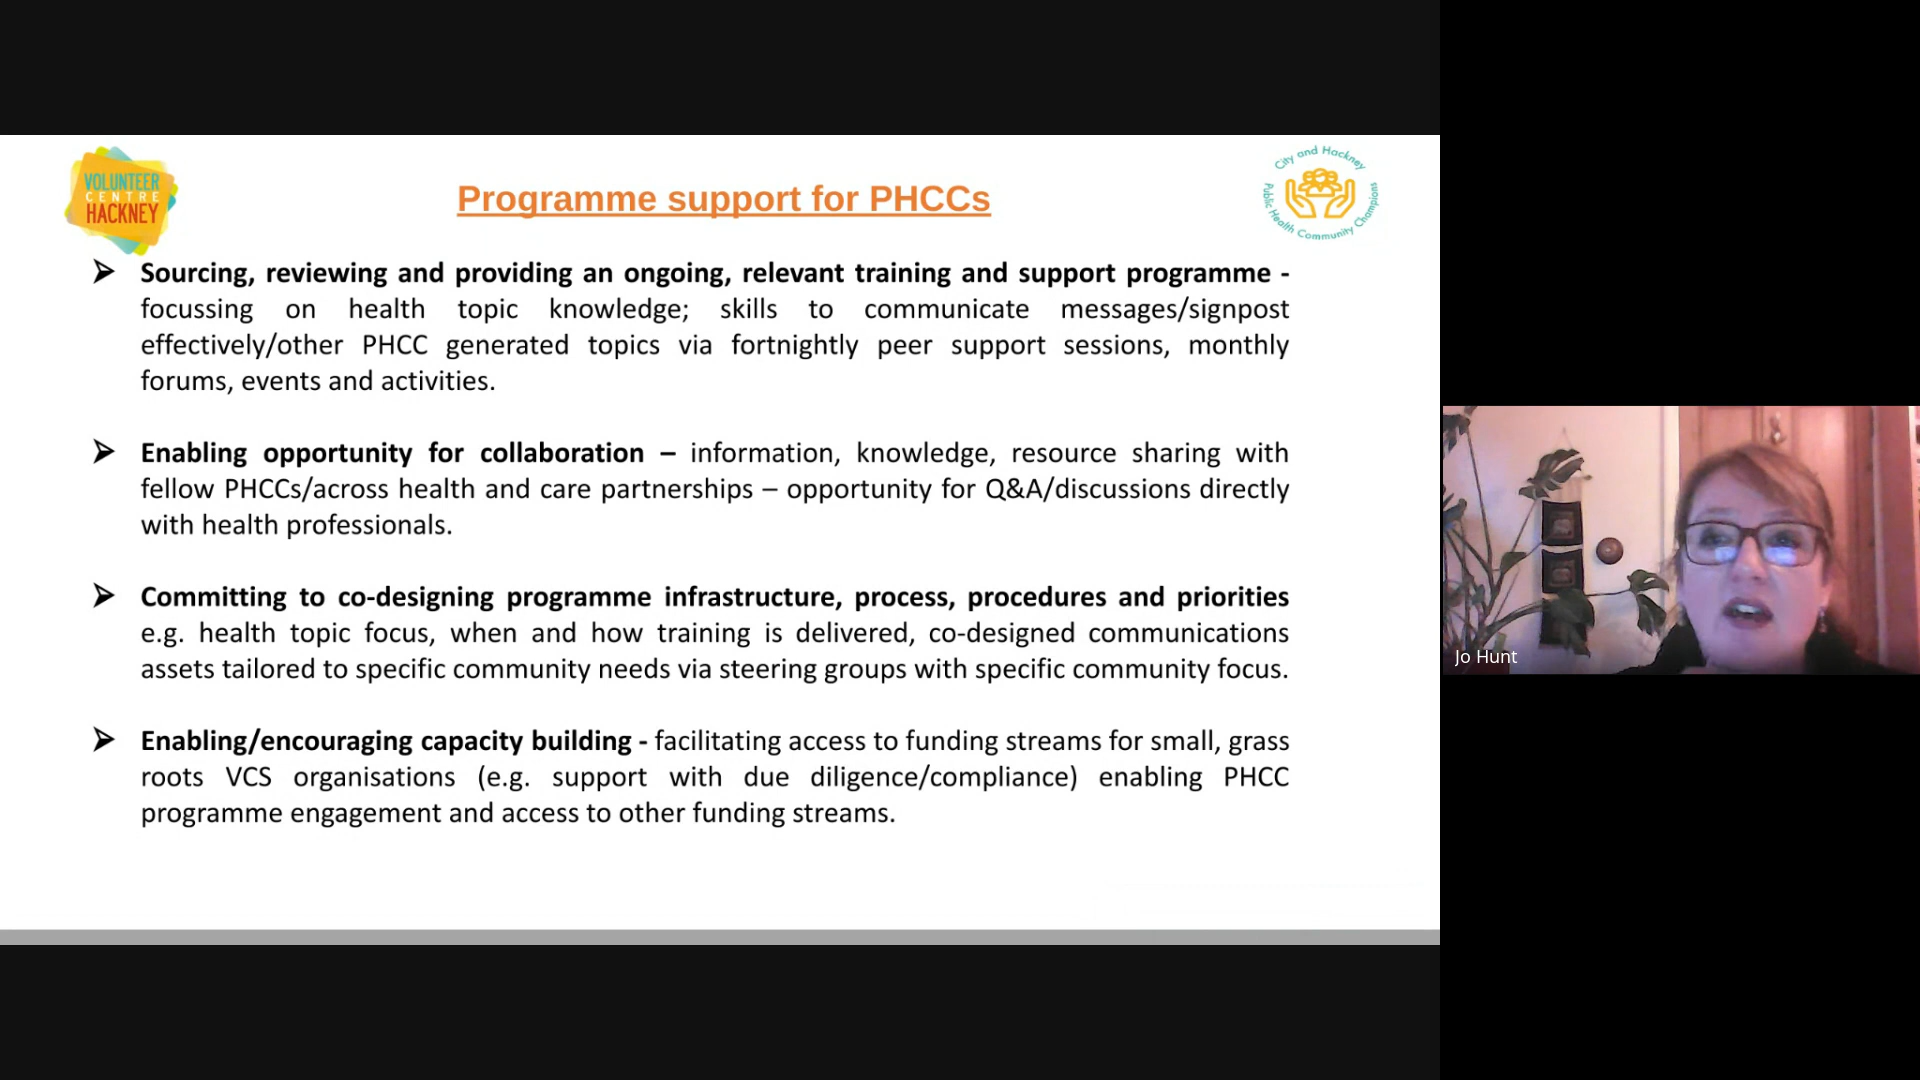 VOLUNTEER
CENTRE
HACKNEY
Programme support for PHCCs
City and Hackney
Public Health Community Champions
➢ Sourcing, reviewing and providing an ongoing, relevant training and support programme -
focussing on health topic knowledge; skills to communicate messages/signpost
effectively/other PHCC generated topics via fortnightly peer support sessions, monthly
forums, events and activities.
➢ Enabling opportunity for collaboration – information, knowledge, resource sharing with
fellow PHCCs/across health and care partnerships – opportunity for Q&A/discussions directly
with health professionals.
➢ Committing to co-designing programme infrastructure, process, procedures and priorities
e.g. health topic focus, when and how training is delivered, co-designed communications
assets tailored to specific community needs via steering groups with specific community focus.
➢ Enabling/encouraging capacity building - facilitating access to funding streams for small, grass
roots VCS organisations (e.g. support with due diligence/compliance) enabling PHCC
programme engagement and access to other funding streams.
Jo Hunt